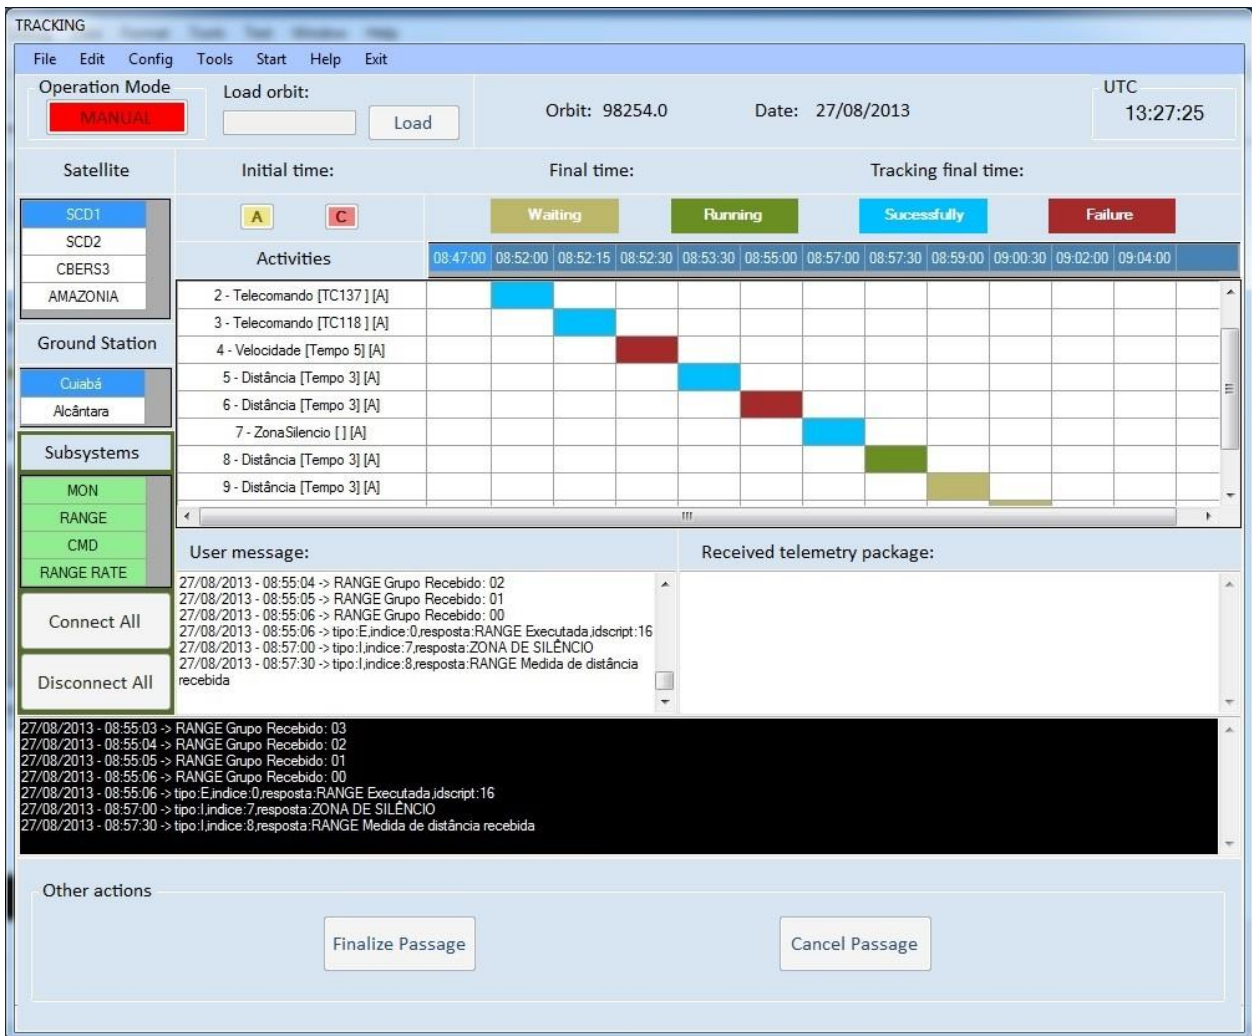 TRACKING
File Edit Config Tools Start Help Exit
Operation Mode
MANUAL
Load orbit:
Load
Orbit: 98254.0 Date: 27/08/2013
UTC
13:27:25
Satellite
Initial time: Final time: Tracking final time:
SCD1
SCD2
CBERS3
AMAZONIA
A C
Waiting Running Sucessfully Failure
Activities
08:47:00 08:52:00 08:52:15 08:52:30 08:53:30 08:55:00 08:57:00 08:57:30 08:59:00 09:00:30 09:02:00 09:04:00
2 - Telecomando [TC137 ] [A]
3 - Telecomando [TC118 ] [A]
4 - Velocidade [Tempo 5] [A]
5 - Distância [Tempo 3] [A]
6 - Distância [Tempo 3] [A]
7 - ZonaSilencio [ ] [A]
8 - Distância [Tempo 3] [A]
9 - Distância [Tempo 3] [A]
Ground Station
Cuiabá
Alcântara
Subsystems
MON
RANGE
CMD
RANGE RATE
Connect All
Disconnect All
User message:
27/08/2013 - 08:55:04 -> RANGE Grupo Recebido: 02
27/08/2013 - 08:55:05 -> RANGE Grupo Recebido: 01
27/08/2013 - 08:55:06 -> RANGE Grupo Recebido: 00
27/08/2013 - 08:55:06 -> tipo:E,indice:0,resposta:RANGE Executada,idscript:16
27/08/2013 - 08:57:00 -> tipo:I,indice:7,resposta:ZONA DE SILÊNCIO
27/08/2013 - 08:57:30 -> tipo:I,indice:8,resposta:RANGE Medida de distância
recebida
Received telemetry package:
27/08/2013 - 08:55:03 -> RANGE Grupo Recebido: 03
27/08/2013 - 08:55:04 -> RANGE Grupo Recebido: 02
27/08/2013 - 08:55:05 -> RANGE Grupo Recebido: 01
27/08/2013 - 08:55:06 -> RANGE Grupo Recebido: 00
27/08/2013 - 08:55:06 -> tipo:E,indice:0,resposta:RANGE Executada,idscript:16
27/08/2013 - 08:57:00 -> tipo:I,indice:7,resposta:ZONA DE SILÊNCIO
27/08/2013 - 08:57:30 -> tipo:I,indice:8,resposta:RANGE Medida de distância recebida
Other actions
Finalize Passage
Cancel Passage